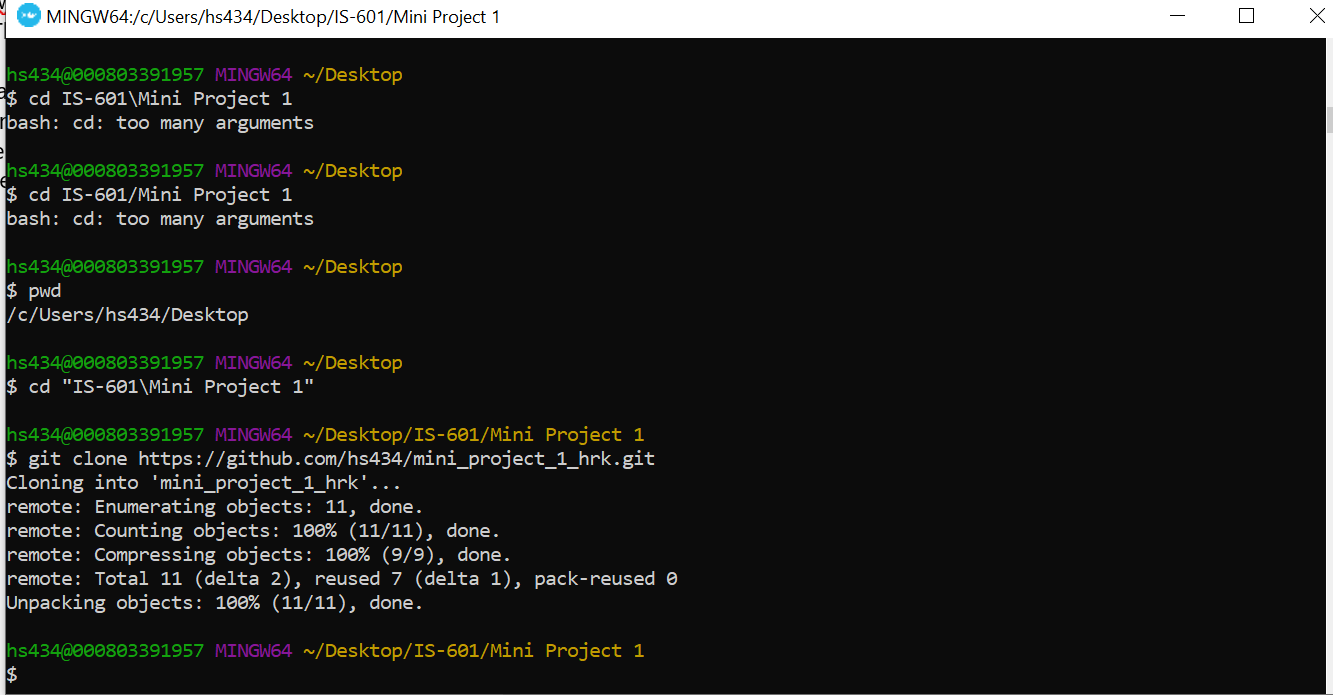 MINGW64:/c/Users/hs434/Desktop/IS-601/Mini Project 1
hs434@000803391957 MINGW64 ~/Desktop
$ cd IS-601\Mini Project 1
bash: cd: too many arguments
hs434@000803391957 MINGW64 ~/Desktop
$ cd IS-601/Mini Project 1
bash: cd: too many arguments
hs434@000803391957 MINGW64 ~/Desktop
$ pwd
/c/Users/hs434/Desktop
hs434@000803391957 MINGW64 ~/Desktop
$ cd "IS-601\Mini Project 1"
hs434@000803391957 MINGW64 ~/Desktop/IS-601/Mini Project 1
$ git clone https://github.com/hs434/mini_project_1_hrk.git
Cloning into 'mini_project_1_hrk'...
remote: Enumerating objects: 11, done.
remote: Counting objects: 100% (11/11), done.
remote: Compressing objects: 100% (9/9), done.
remote: Total 11 (delta 2), reused 7 (delta 1), pack-reused 0
Unpacking objects: 100% (11/11), done.
hs434@000803391957 MINGW64 ~/Desktop/IS-601/Mini Project 1
$